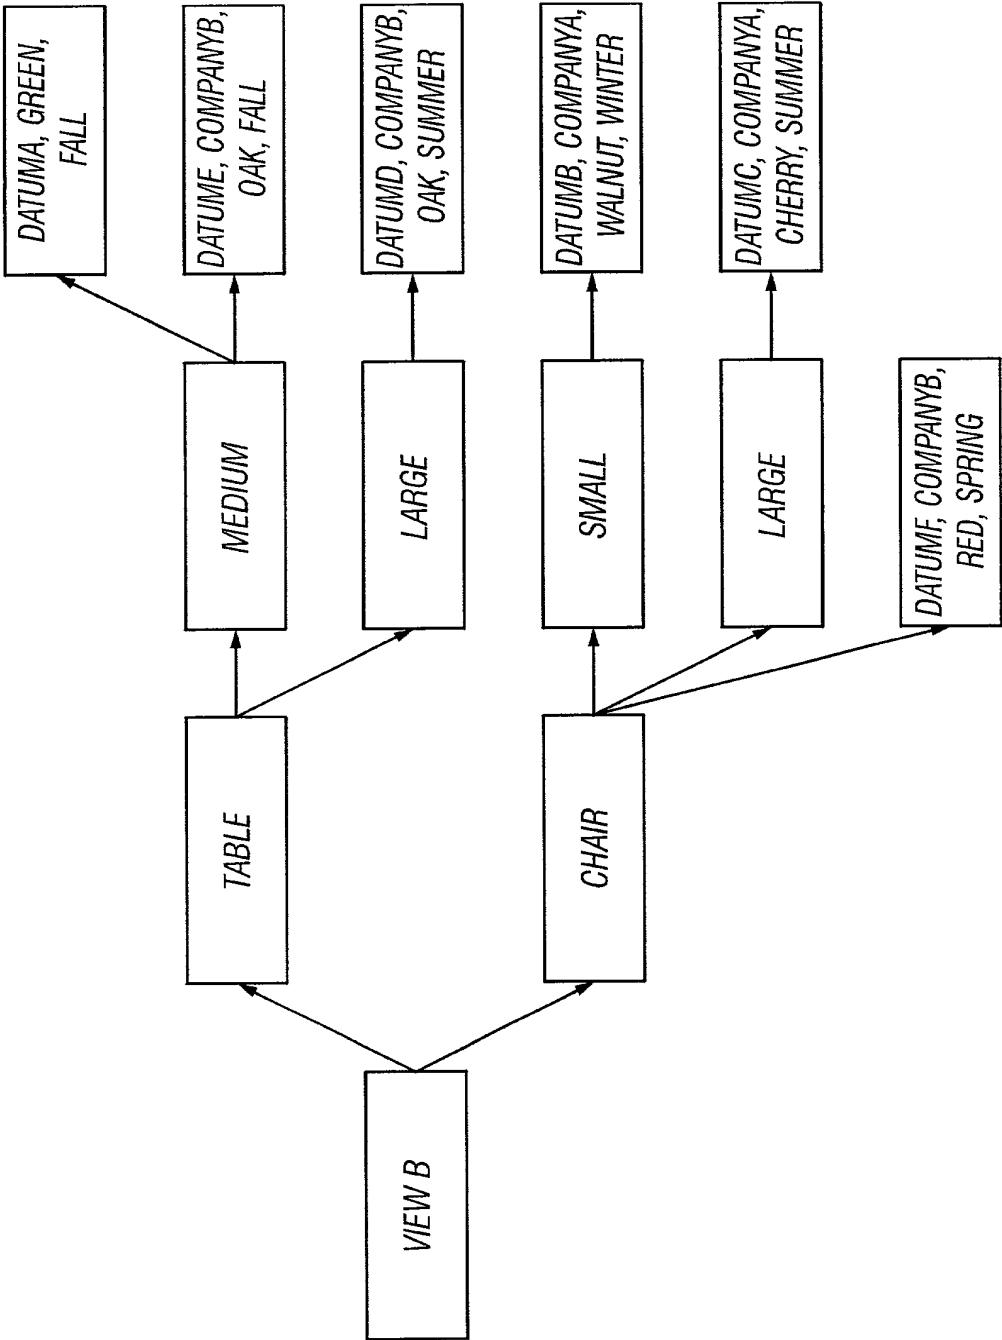 VIEW B
TABLE
CHAIR
MEDIUM
LARGE
SMALL
LARGE
DATUMF, COMPANYB,
RED, SPRING
DATUMA, GREEN,
FALL
DATUME, COMPANYB,
OAK, FALL
DATUMD, COMPANYB,
OAK, SUMMER
DATUMB, COMPANYA,
WALNUT, WINTER
DATUMC, COMPANYA,
CHERRY, SUMMER